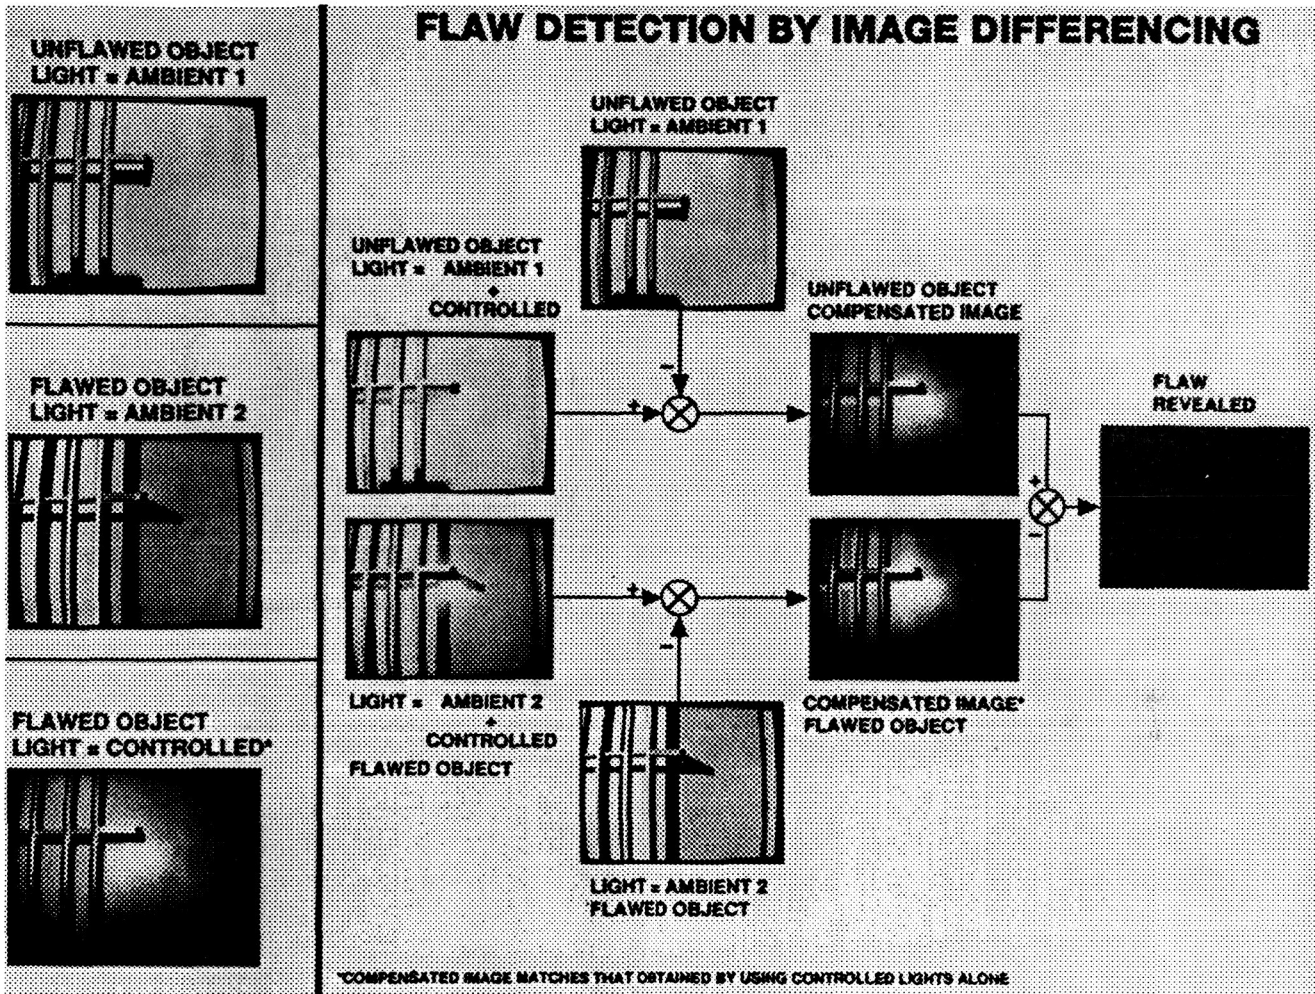 FLAW DETECTION BY IMAGE DIFFERENCING
UNFLAWED OBJECT
LIGHT = AMBIENT 1
FLAWED OBJECT
LIGHT = AMBIENT 2
FLAWED OBJECT
LIGHT = CONTROLLED*
UNFLAWED OBJECT
LIGHT = AMBIENT 1
UNFLAWED OBJECT
LIGHT = AMBIENT 1
+
CONTROLLED
UNFLAWED OBJECT
COMPENSATED IMAGE
FLAW
REVEALED
-
+
+
-
+
-
LIGHT = AMBIENT 2
+
CONTROLLED
FLAWED OBJECT
COMPENSATED IMAGE*
FLAWED OBJECT
LIGHT = AMBIENT 2
FLAWED OBJECT
*COMPENSATED IMAGE MATCHES THAT OBTAINED BY USING CONTROLLED LIGHTS ALONE